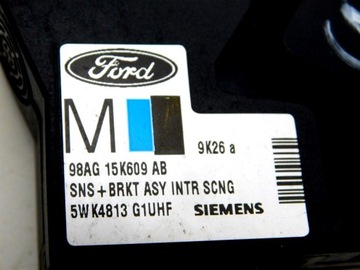 Ford
M
9K26 a
98AG 15K609 AB
SNS + BRKT ASY INTR SCNG
5WK4813 G1UHF SIEMENS